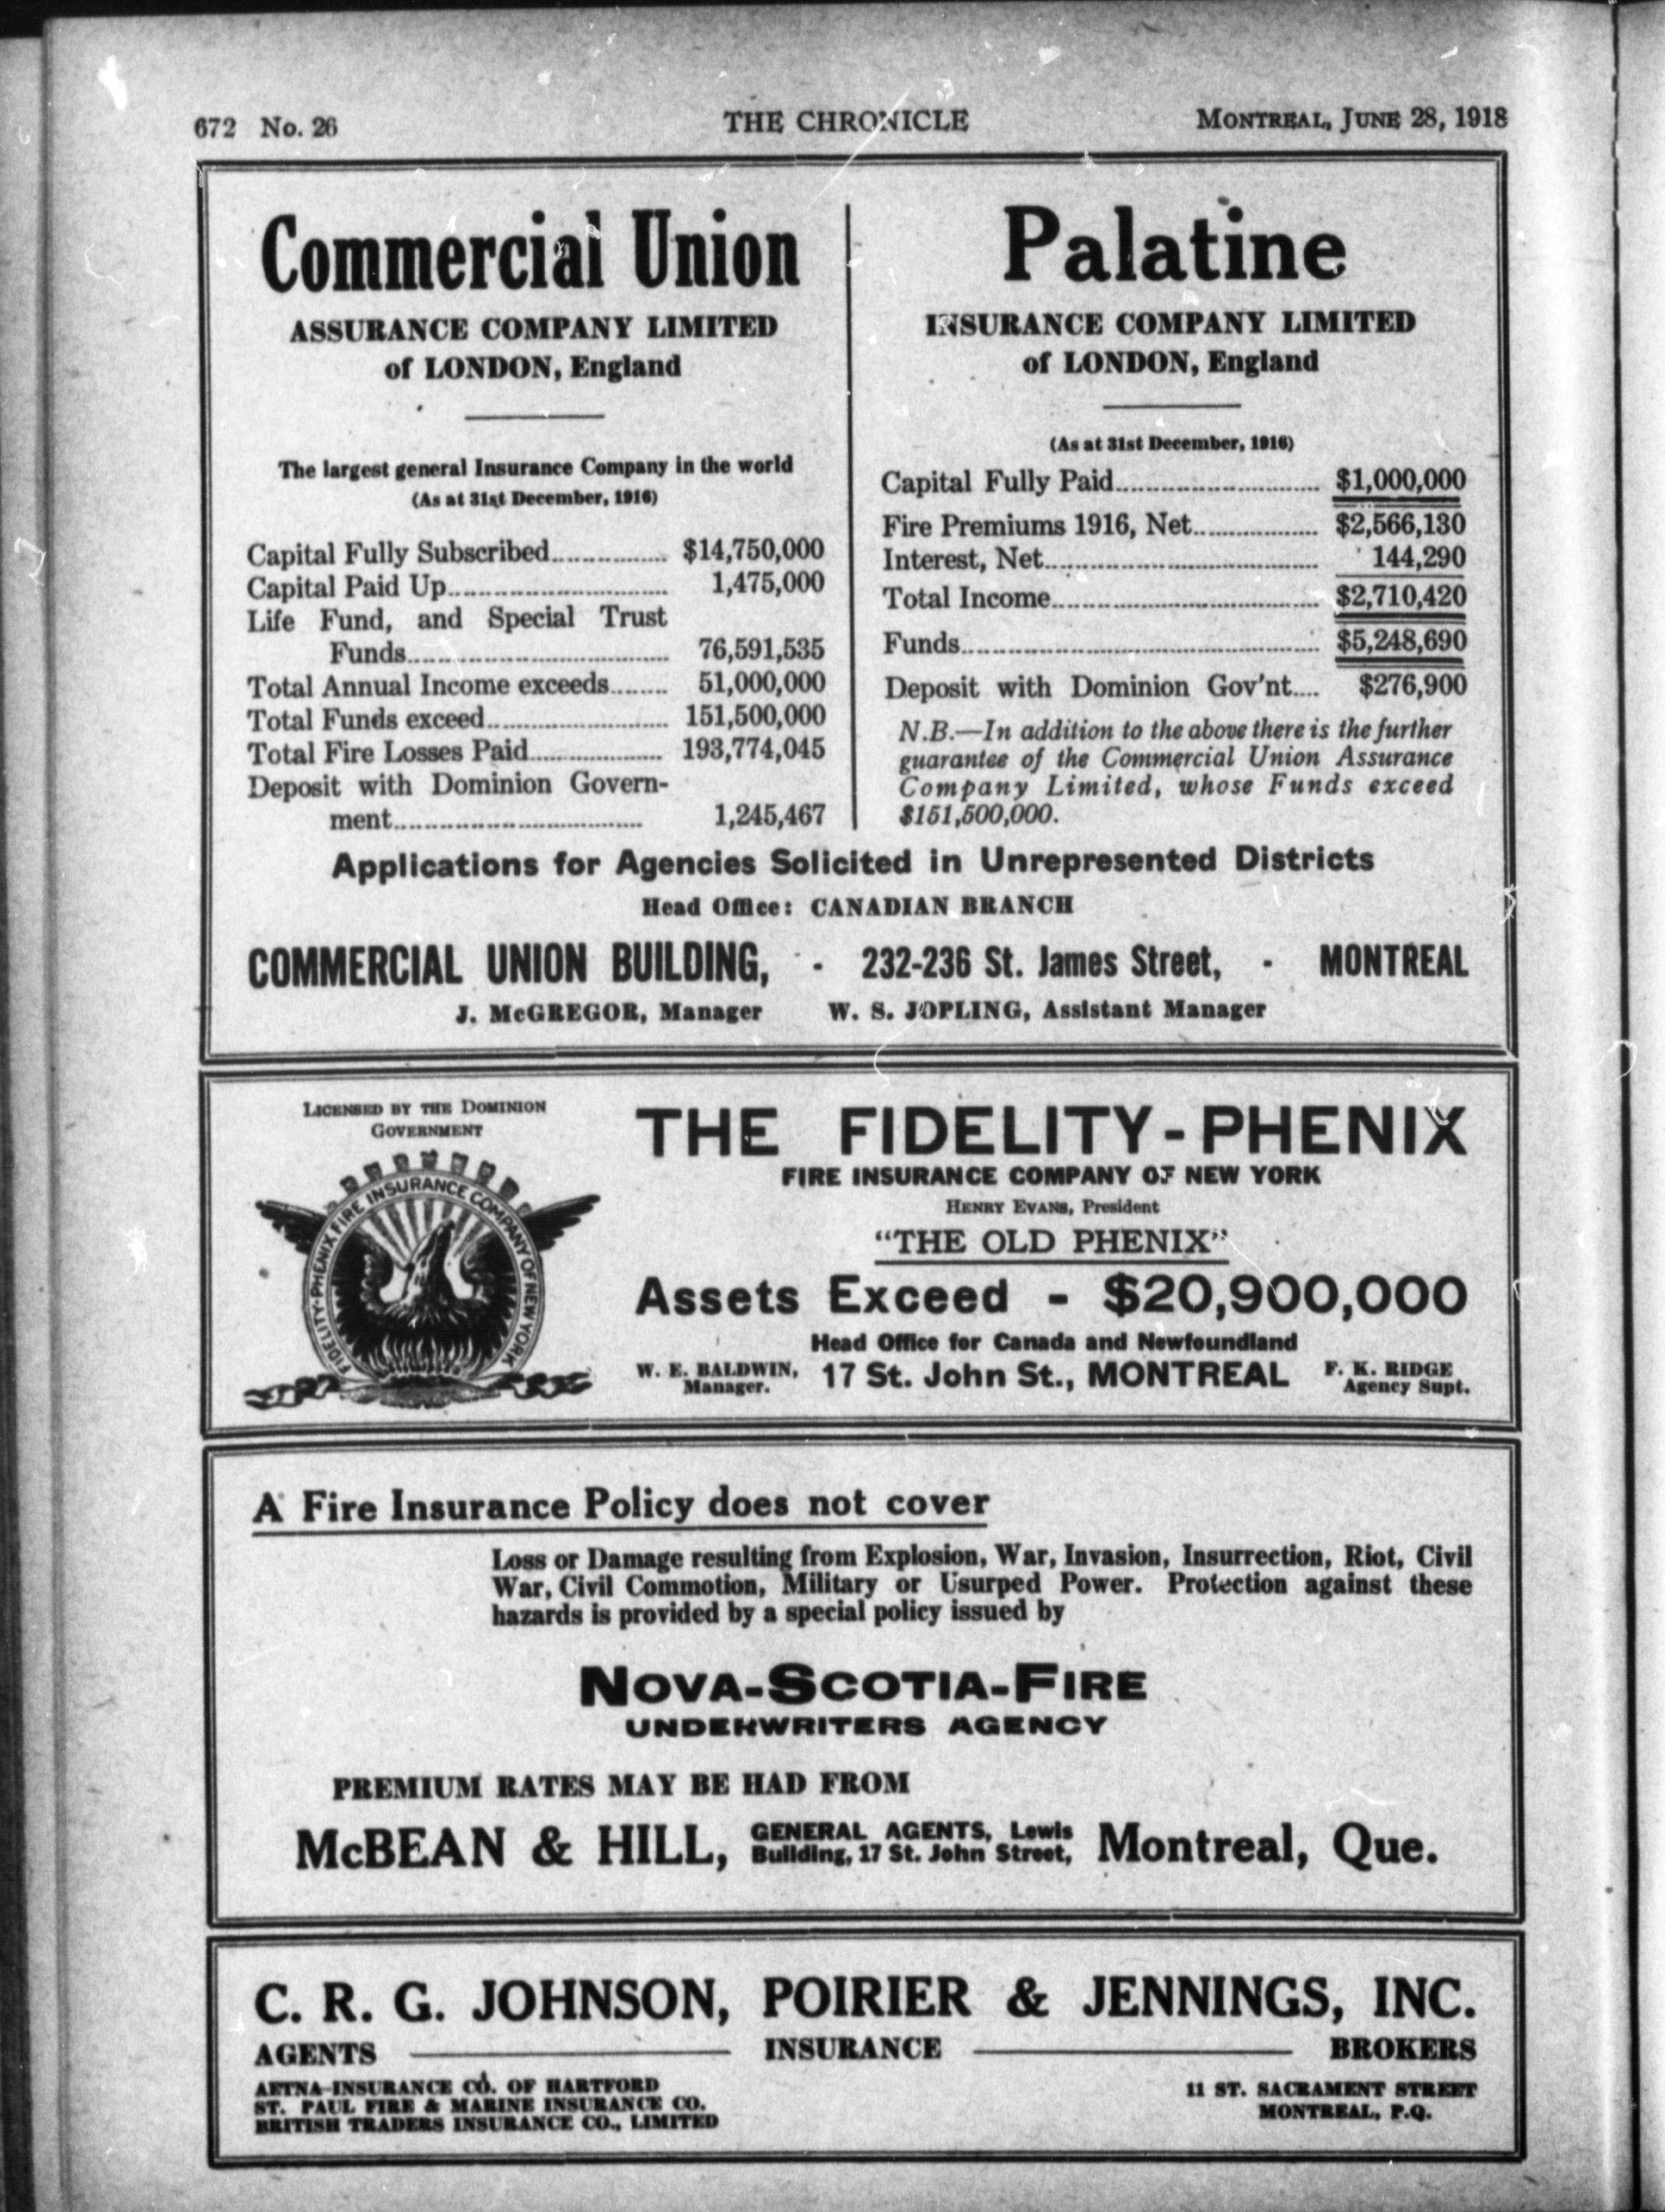 672 No. 26
THE CHRONICLE
MONTREAL, JUNE 28, 1918
Commercial Union
ASSURANCE COMPANY LIMITED
of LONDON, England
The largest general Insurance Company in the world
(As at 31st December, 1916)
Capital Fully Subscribed................ $14,750,000
Capital Paid Up............................ 1,475,000
Life Fund, and Special Trust
Funds.................................. 76,591,535
Total Annual Income exceeds........ 51,000,000
Total Funds exceed........................ 151,500,000
Total Fire Losses Paid.................. 193,774,045
Deposit with Dominion Govern-
ment................................ 1,245,467
Palatine
INSURANCE COMPANY LIMITED
of LONDON, England
(As at 31st December, 1916)
Capital Fully Paid........................... $1,000,000
Fire Premiums 1916, Net.................. $2,566,130
Interest, Net.................................... 144,290
Total Income................................... $2,710,420
Funds............................................... $5,248,690
Deposit with Dominion Gov'nt.... $276,900
N.B.—In addition to the above there is the further
guarantee of the Commercial Union Assurance
Company Limited, whose Funds exceed
$151,500,000.
Applications for Agencies Solicited in Unrepresented Districts
Head Office: CANADIAN BRANCH
COMMERCIAL UNION BUILDING, - 232-236 St. James Street, - MONTREAL
J. McGREGOR, Manager W. S. JOPLING, Assistant Manager
LICENSED BY THE DOMINION
GOVERNMENT
FIDELITY-PHENIX FIRE INSURANCE COMPANY OF NEW YORK
THE FIDELITY-PHENIX
FIRE INSURANCE COMPANY OF NEW YORK
HENRY EVANS, President
"THE OLD PHENIX"
Assets Exceed - $20,900,000
Head Office for Canada and Newfoundland
W. E. BALDWIN,
Manager.
17 St. John St., MONTREAL
F. K. RIDGE
Agency Supt.
A Fire Insurance Policy does not cover
Loss or Damage resulting from Explosion, War, Invasion, Insurrection, Riot, Civil
War, Civil Commotion, Military or Usurped Power. Protection against these
hazards is provided by a special policy issued by
NOVA-SCOTIA-FIRE
UNDERWRITERS AGENCY
PREMIUM RATES MAY BE HAD FROM
McBEAN & HILL,
GENERAL AGENTS, Lewis
Building, 17 St. John Street,
Montreal, Que.
C. R. G. JOHNSON, POIRIER & JENNINGS, INC.
AGENTS INSURANCE BROKERS
AETNA INSURANCE CO. OF HARTFORD
ST. PAUL FIRE & MARINE INSURANCE CO.
BRITISH TRADERS INSURANCE CO., LIMITED
11 ST. SACRAMENT STREET
MONTREAL, P.Q.